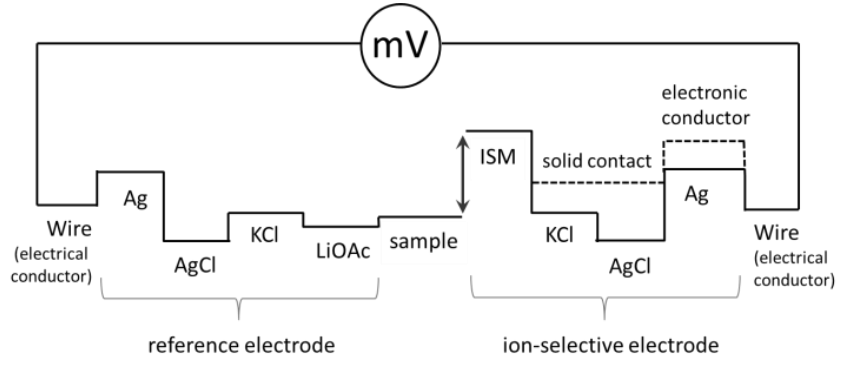 mV
electronic
conductor
ISM
solid contact
Ag
Ag
Wire
(electrical
conductor)
AgCl
KCl
LiOAc
sample
KCl
AgCl
Wire
(electrical
conductor)
reference electrode
ion-selective electrode